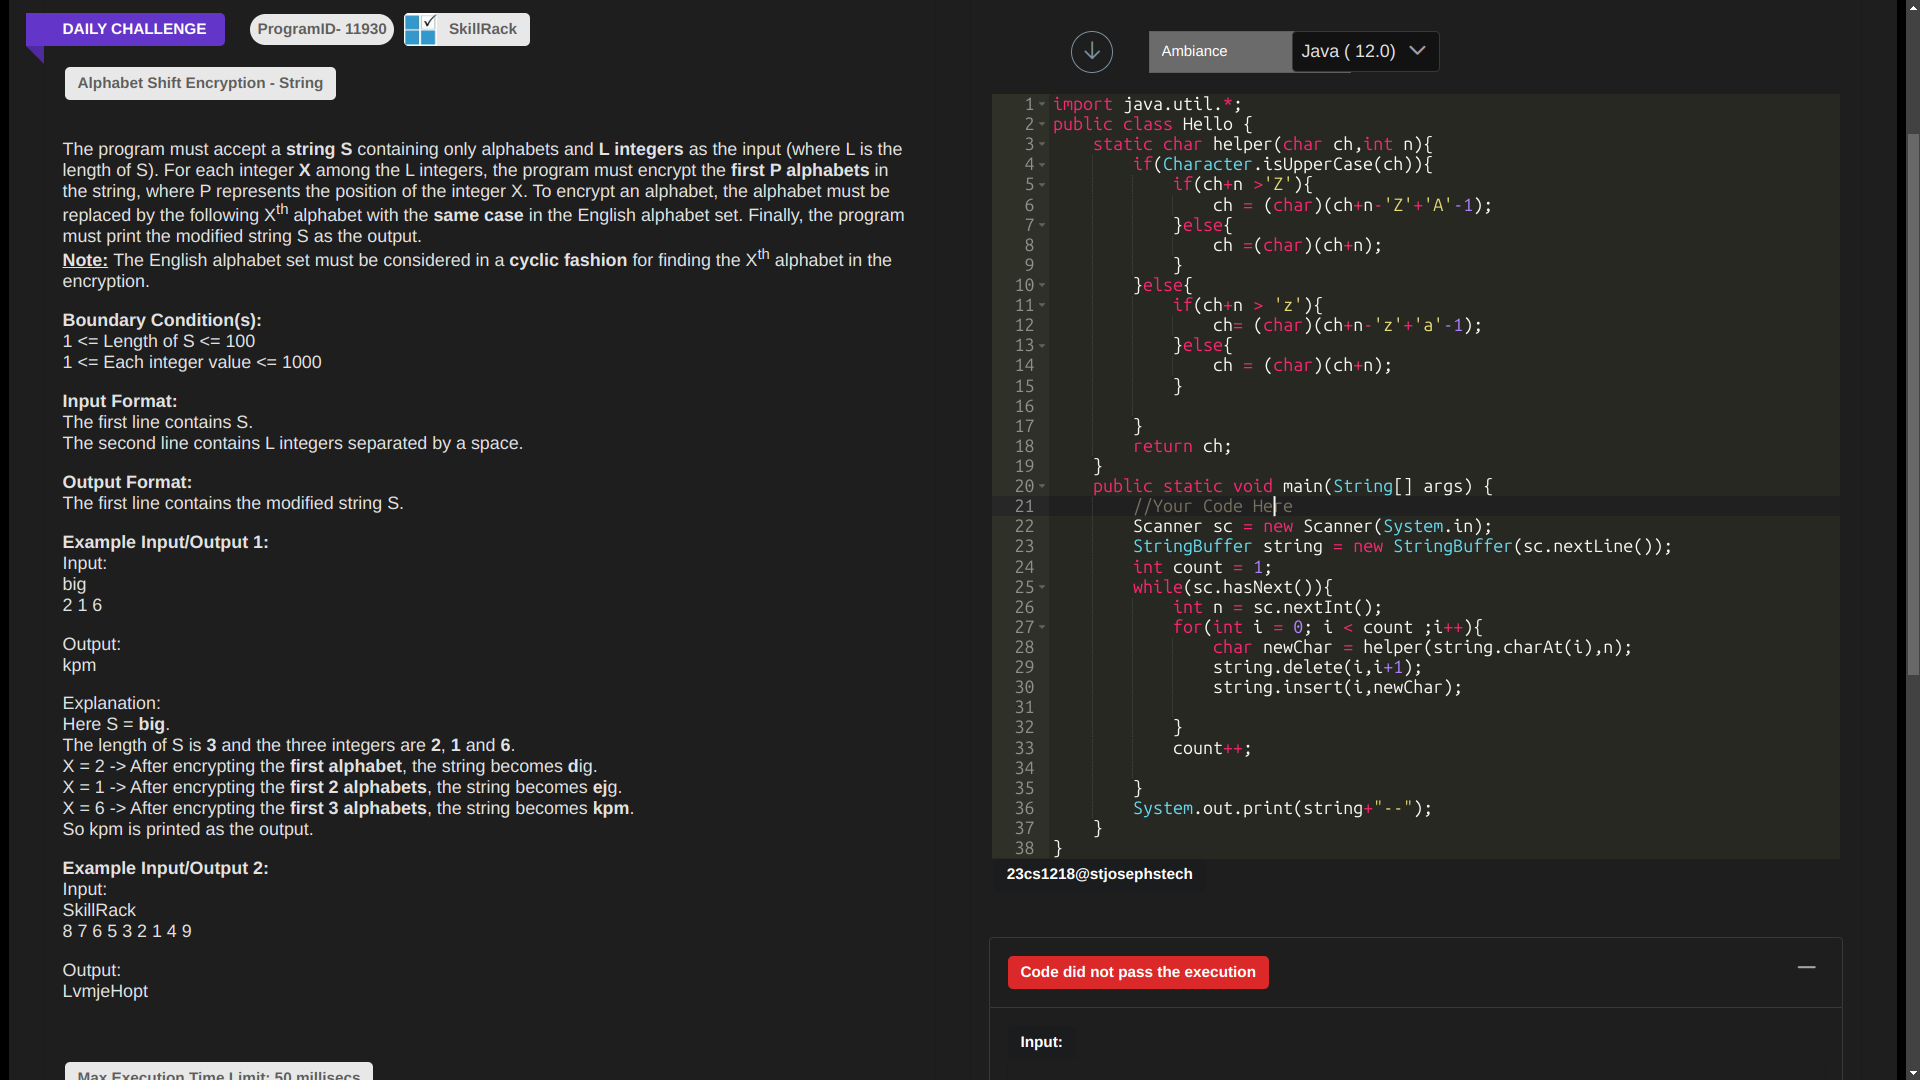 DAILY CHALLENGE
ProgramID- 11930
SkillRack
Alphabet Shift Encryption - String
The program must accept a string S containing only alphabets and L integers as the input (where L is the
length of S). For each integer X among the L integers, the program must encrypt the first P alphabets in
the string, where P represents the position of the integer X. To encrypt an alphabet, the alphabet must be
replaced by the following Xth alphabet with the same case in the English alphabet set. Finally, the program
must print the modified string S as the output.
Note: The English alphabet set must be considered in a cyclic fashion for finding the Xth alphabet in the
encryption.
Boundary Condition(s):
1 <= Length of S <= 100
1 <= Each integer value <= 1000
Input Format:
The first line contains S.
The second line contains L integers separated by a space.
Output Format:
The first line contains the modified string S.
Example Input/Output 1:
Input:
big
2 1 6
Output:
kpm
Explanation:
Here S = big.
The length of S is 3 and the three integers are 2, 1 and 6.
X = 2 -> After encrypting the first alphabet, the string becomes dig.
X = 1 -> After encrypting the first 2 alphabets, the string becomes ejg.
X = 6 -> After encrypting the first 3 alphabets, the string becomes kpm.
So kpm is printed as the output.
Example Input/Output 2:
Input:
SkillRack
8 7 6 5 3 2 1 4 9
Output:
LvmjeHopt
Max Execution Time Limit: 50 millisecs
Ambiance
Java ( 12.0)
1 import java.util.*;
2 public class Hello {
3 static char helper(char ch,int n){
4 if(Character.isUpperCase(ch)){
5 if(ch+n >'Z'){
6 ch = (char)(ch+n-'Z'+'A'-1);
7 }else{
8 ch =(char)(ch+n);
9 }
10 }else{
11 if(ch+n > 'z'){
12 ch= (char)(ch+n-'z'+'a'-1);
13 }else{
14 ch = (char)(ch+n);
15 }
16
17 }
18 return ch;
19 }
20 public static void main(String[] args) {
21 //Your Code Here
22 Scanner sc = new Scanner(System.in);
23 StringBuffer string = new StringBuffer(sc.nextLine());
24 int count = 1;
25 while(sc.hasNext()){
26 int n = sc.nextInt();
27 for(int i = 0; i < count ;i++){
28 char newChar = helper(string.charAt(i),n);
29 string.delete(i,i+1);
30 string.insert(i,newChar);
31
32 }
33 count++;
34
35 }
36 System.out.print(string+"--");
37 }
38 }
23cs1218@stjosephstech
Code did not pass the execution
Input: